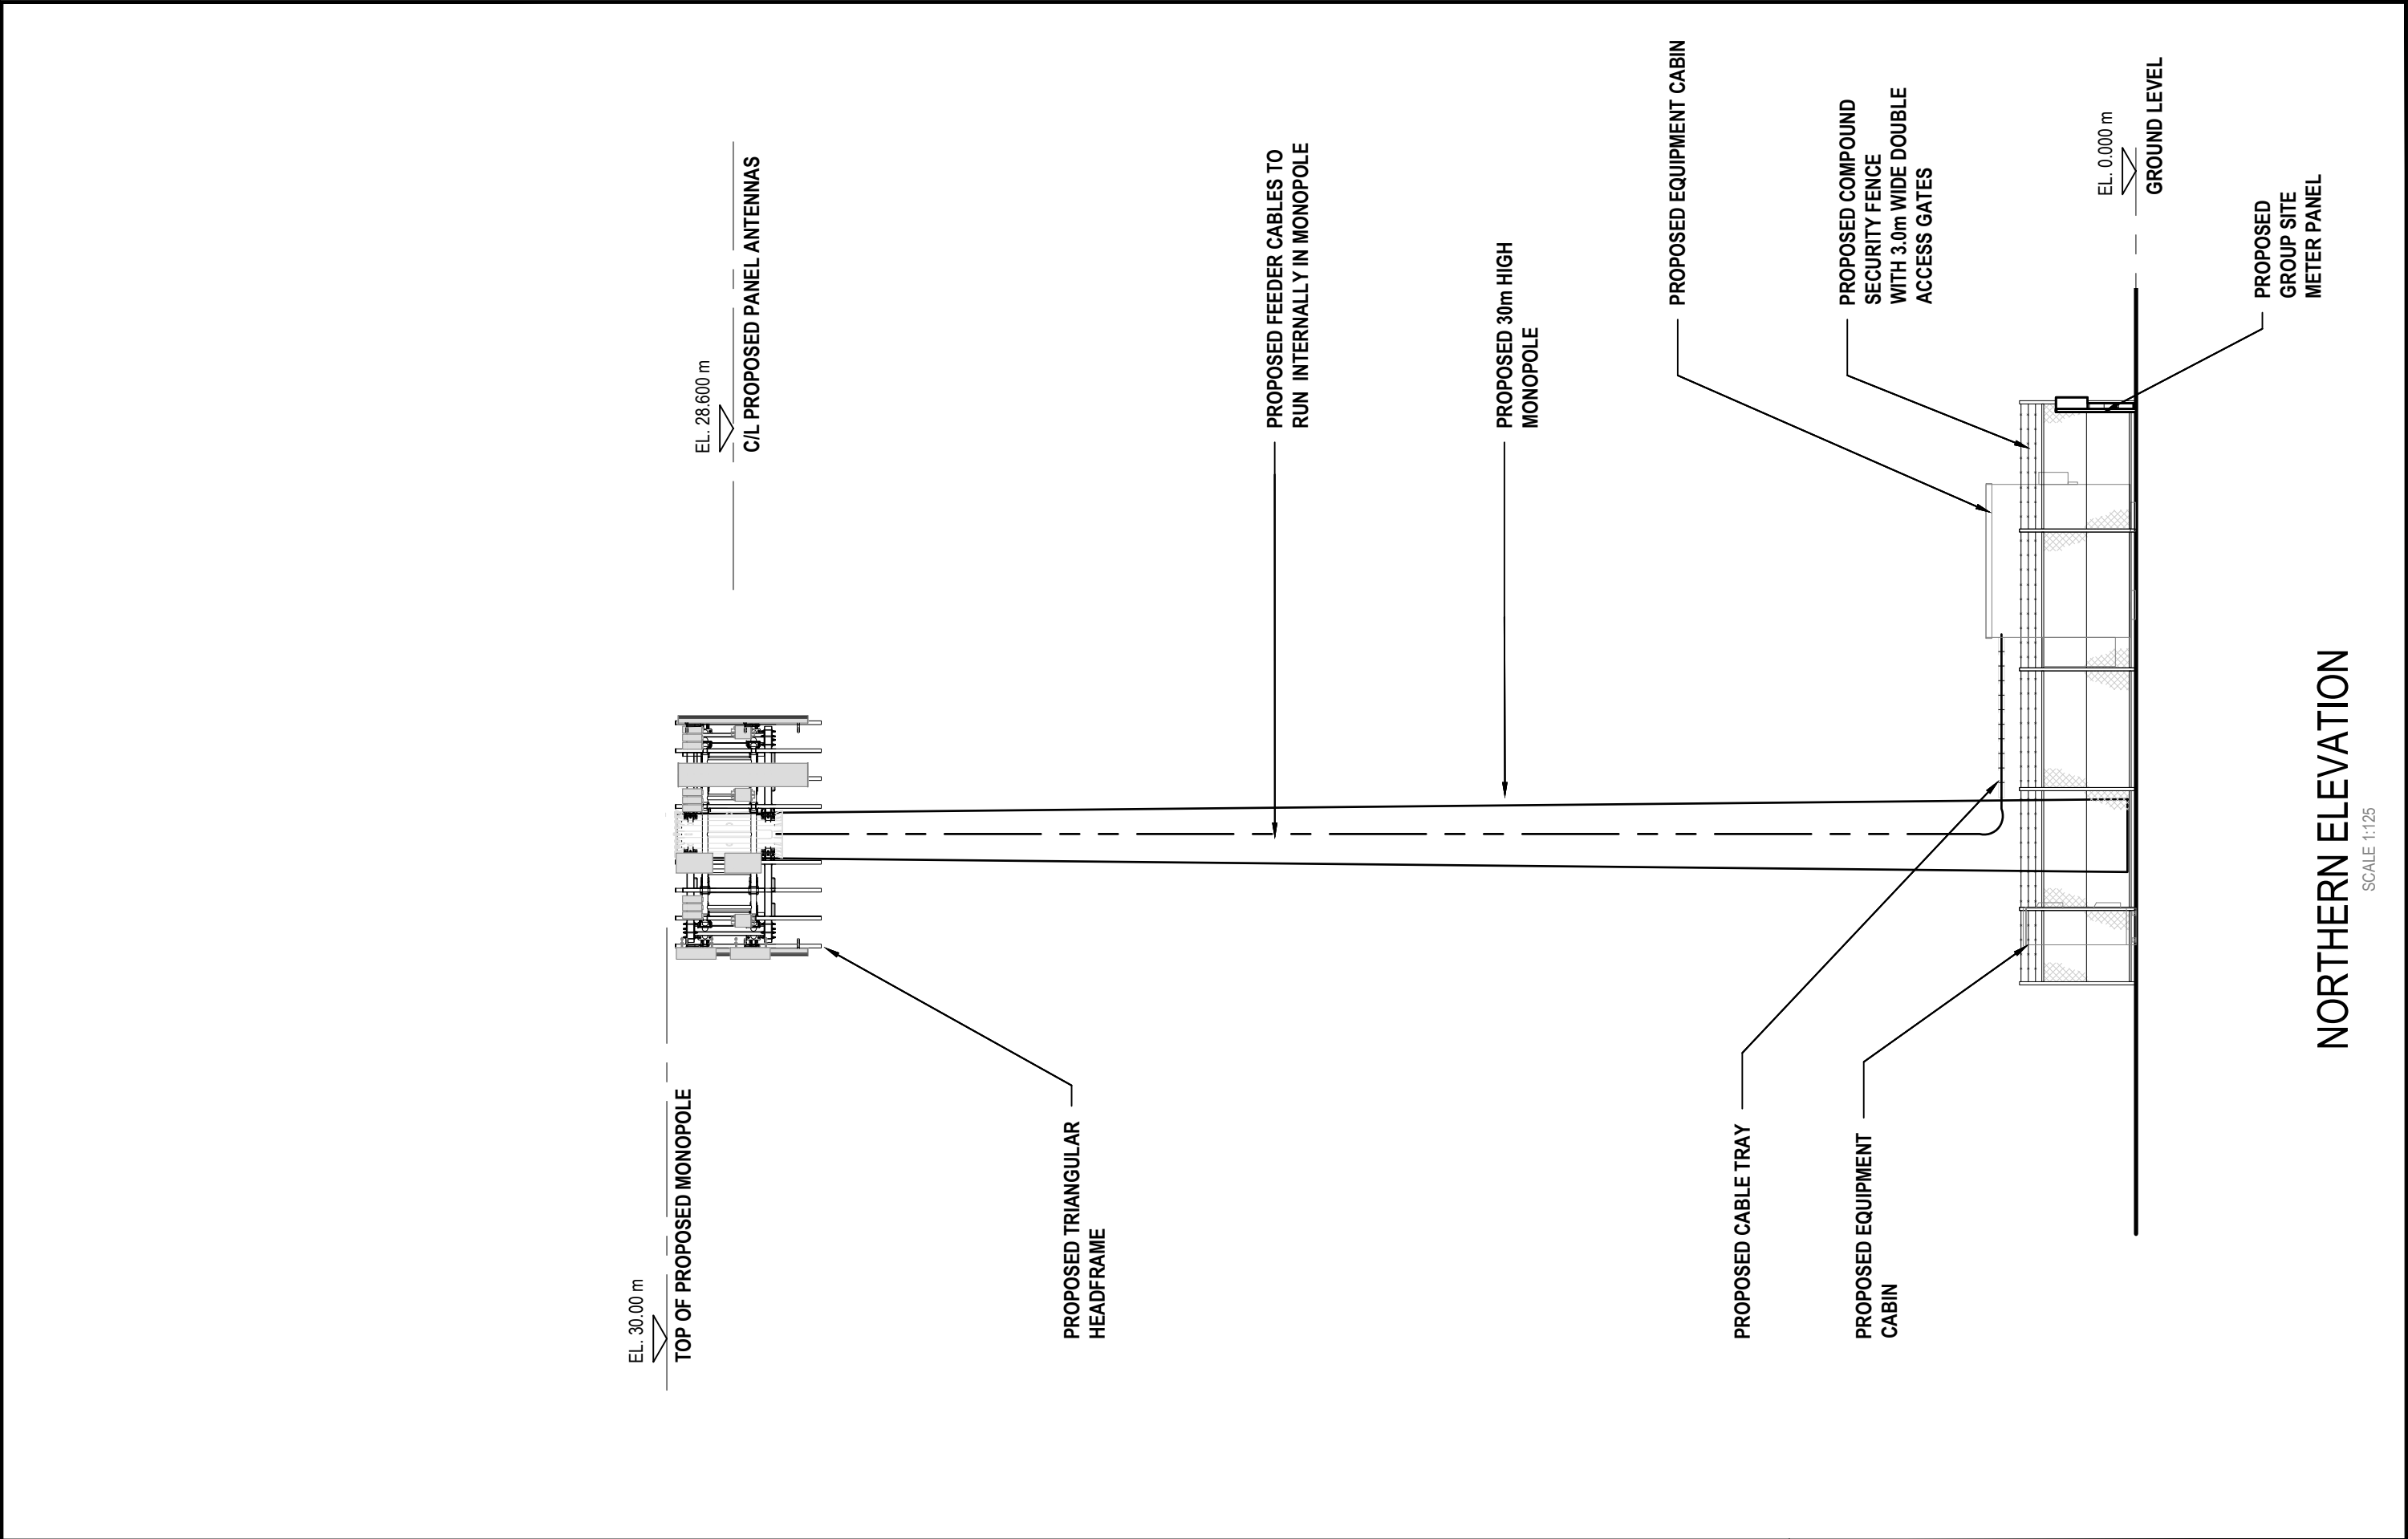 EL. 30.00 m
TOP OF PROPOSED MONOPOLE
EL. 28.600 m
C/L PROPOSED PANEL ANTENNAS
PROPOSED TRIANGULAR
HEADFRAME
PROPOSED FEEDER CABLES TO
RUN INTERNALLY IN MONOPOLE
PROPOSED 30m HIGH
MONOPOLE
PROPOSED EQUIPMENT CABIN
PROPOSED CABLE TRAY
PROPOSED COMPOUND
SECURITY FENCE
WITH 3.0m WIDE DOUBLE
ACCESS GATES
PROPOSED EQUIPMENT
CABIN
EL. 0.000 m
GROUND LEVEL
PROPOSED
GROUP SITE
METER PANEL
NORTHERN ELEVATION
SCALE 1:125